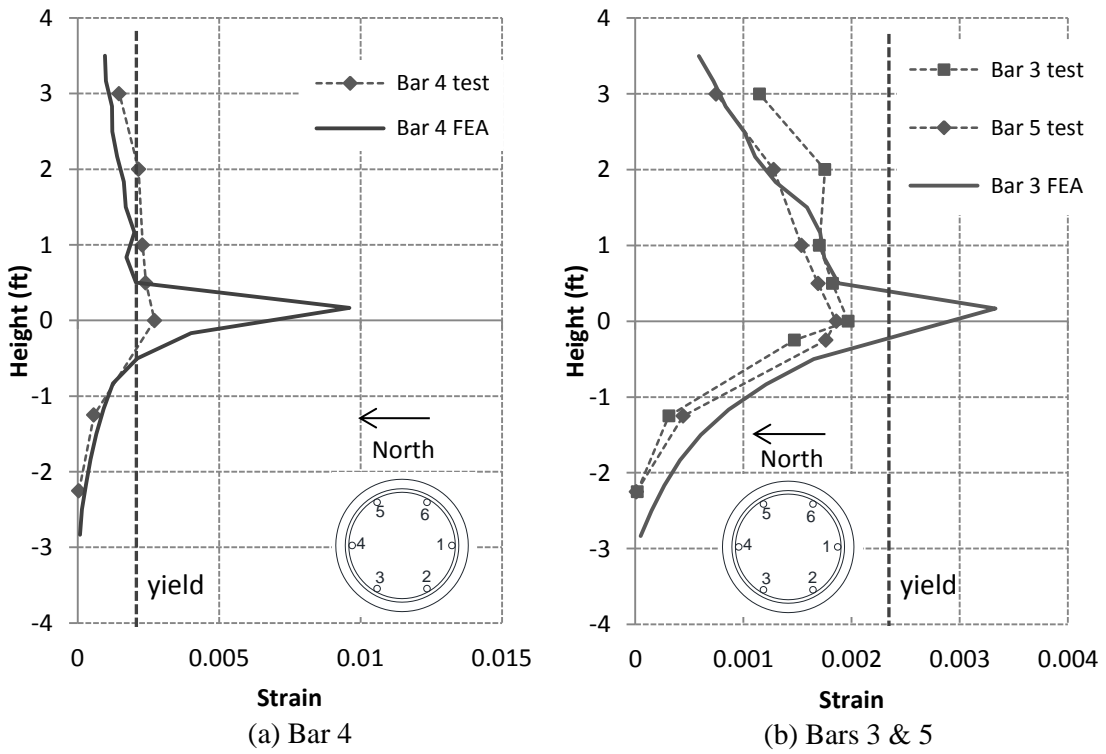 4
3
2
1
0
-1
-2
-3
-4
Height (ft)
Bar 4 test
Bar 4 FEA
North
5
6
4
1
3
2
yield
0
0.005
0.01
0.015
Strain
(a) Bar 4
4
3
2
1
0
-1
-2
-3
-4
Height (ft)
Bar 3 test
Bar 5 test
Bar 3 FEA
North
5
6
4
1
3
2
yield
0
0.001
0.002
0.003
0.004
Strain
(b) Bars 3 & 5